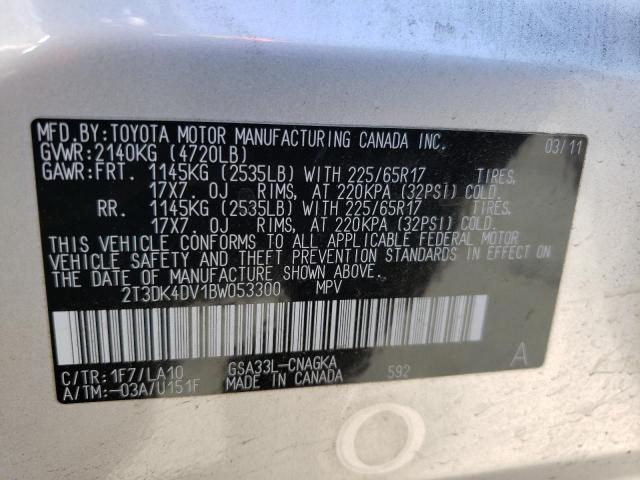 MFD.BY:TOYOTA MOTOR MANUFACTURING CANADA INC. 03/11
GVWR:2140KG (4720LB)
GAWR:FRT. 1145KG (2535LB) WITH 225/65R17 TIRES,
17X7.0J RIMS, AT 220KPA (32PSI) COLD.
RR. 1145KG (2535LB) WITH 225/65R17 TIRES,
17X7.0J RIMS, AT 220KPA (32PSI) COLD.
THIS VEHICLE CONFORMS TO ALL APPLICABLE FEDERAL MOTOR
VEHICLE SAFETY AND THEFT PREVENTION STANDARDS IN EFFECT ON
THE DATE OF MANUFACTURE SHOWN ABOVE.
2T3DK4DV1BW053300 MPV
C/TR:1F7/LA10 GSA33L-CNAGKA 592 A
A/TM:-03A/U151F MADE IN CANADA